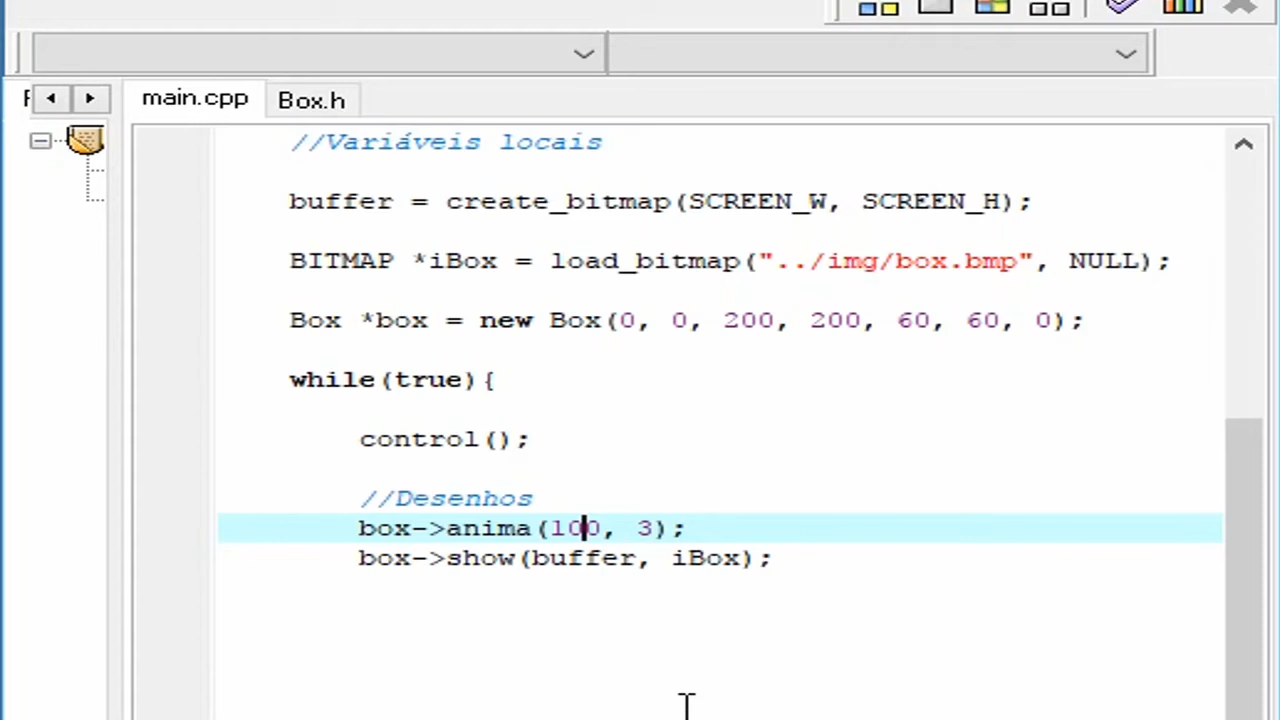 main.cpp
Box.h
//Variáveis locais
buffer = create_bitmap(SCREEN_W, SCREEN_H);
BITMAP *iBox = load_bitmap("../img/box.bmp", NULL);
Box *box = new Box(0, 0, 200, 200, 60, 60, 0);
while(true){
control();
//Desenhos
box->anima(100, 3);
box->show(buffer, iBox);